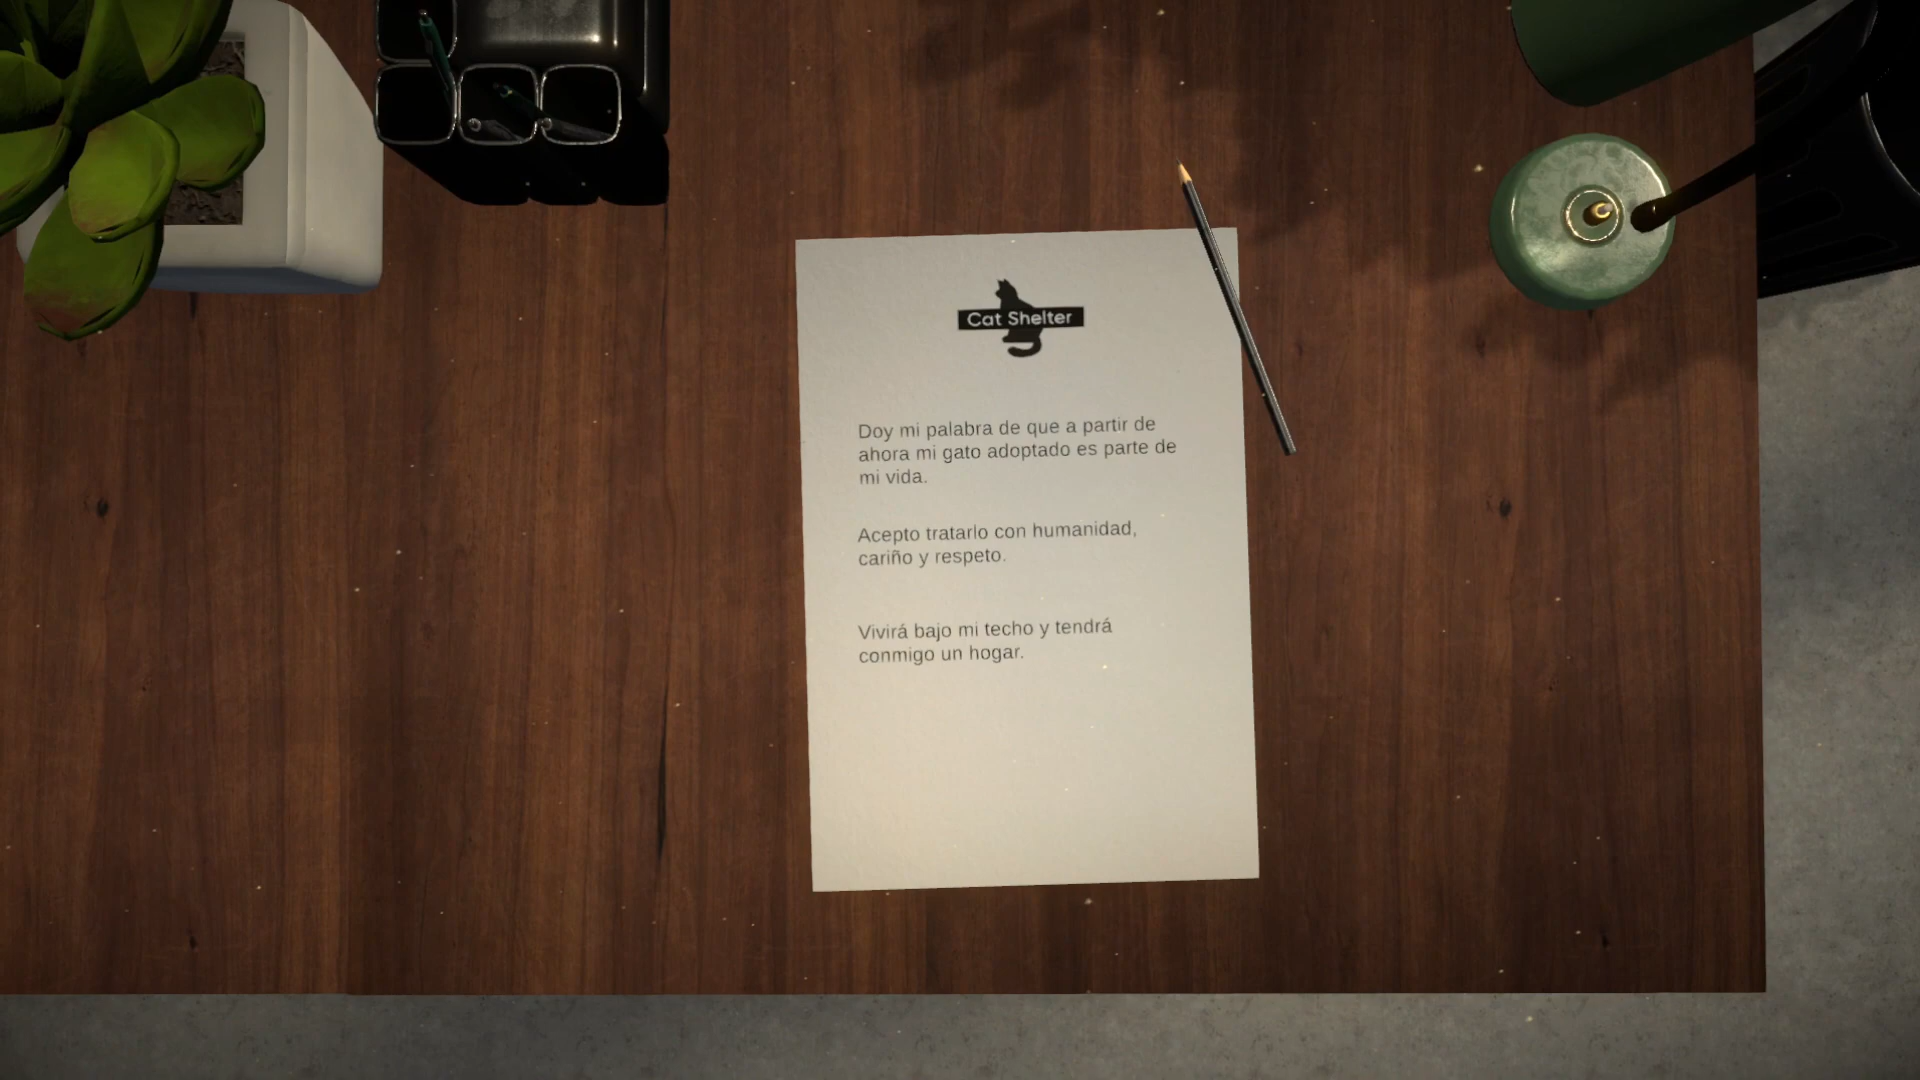 Cat Shelter
Doy mi palabra de que a partir de
ahora mi gato adoptado es parte de
mi vida.
Acepto tratarlo con humanidad,
cariño y respeto.
Vivirá bajo mi techo y tendrá
conmigo un hogar.